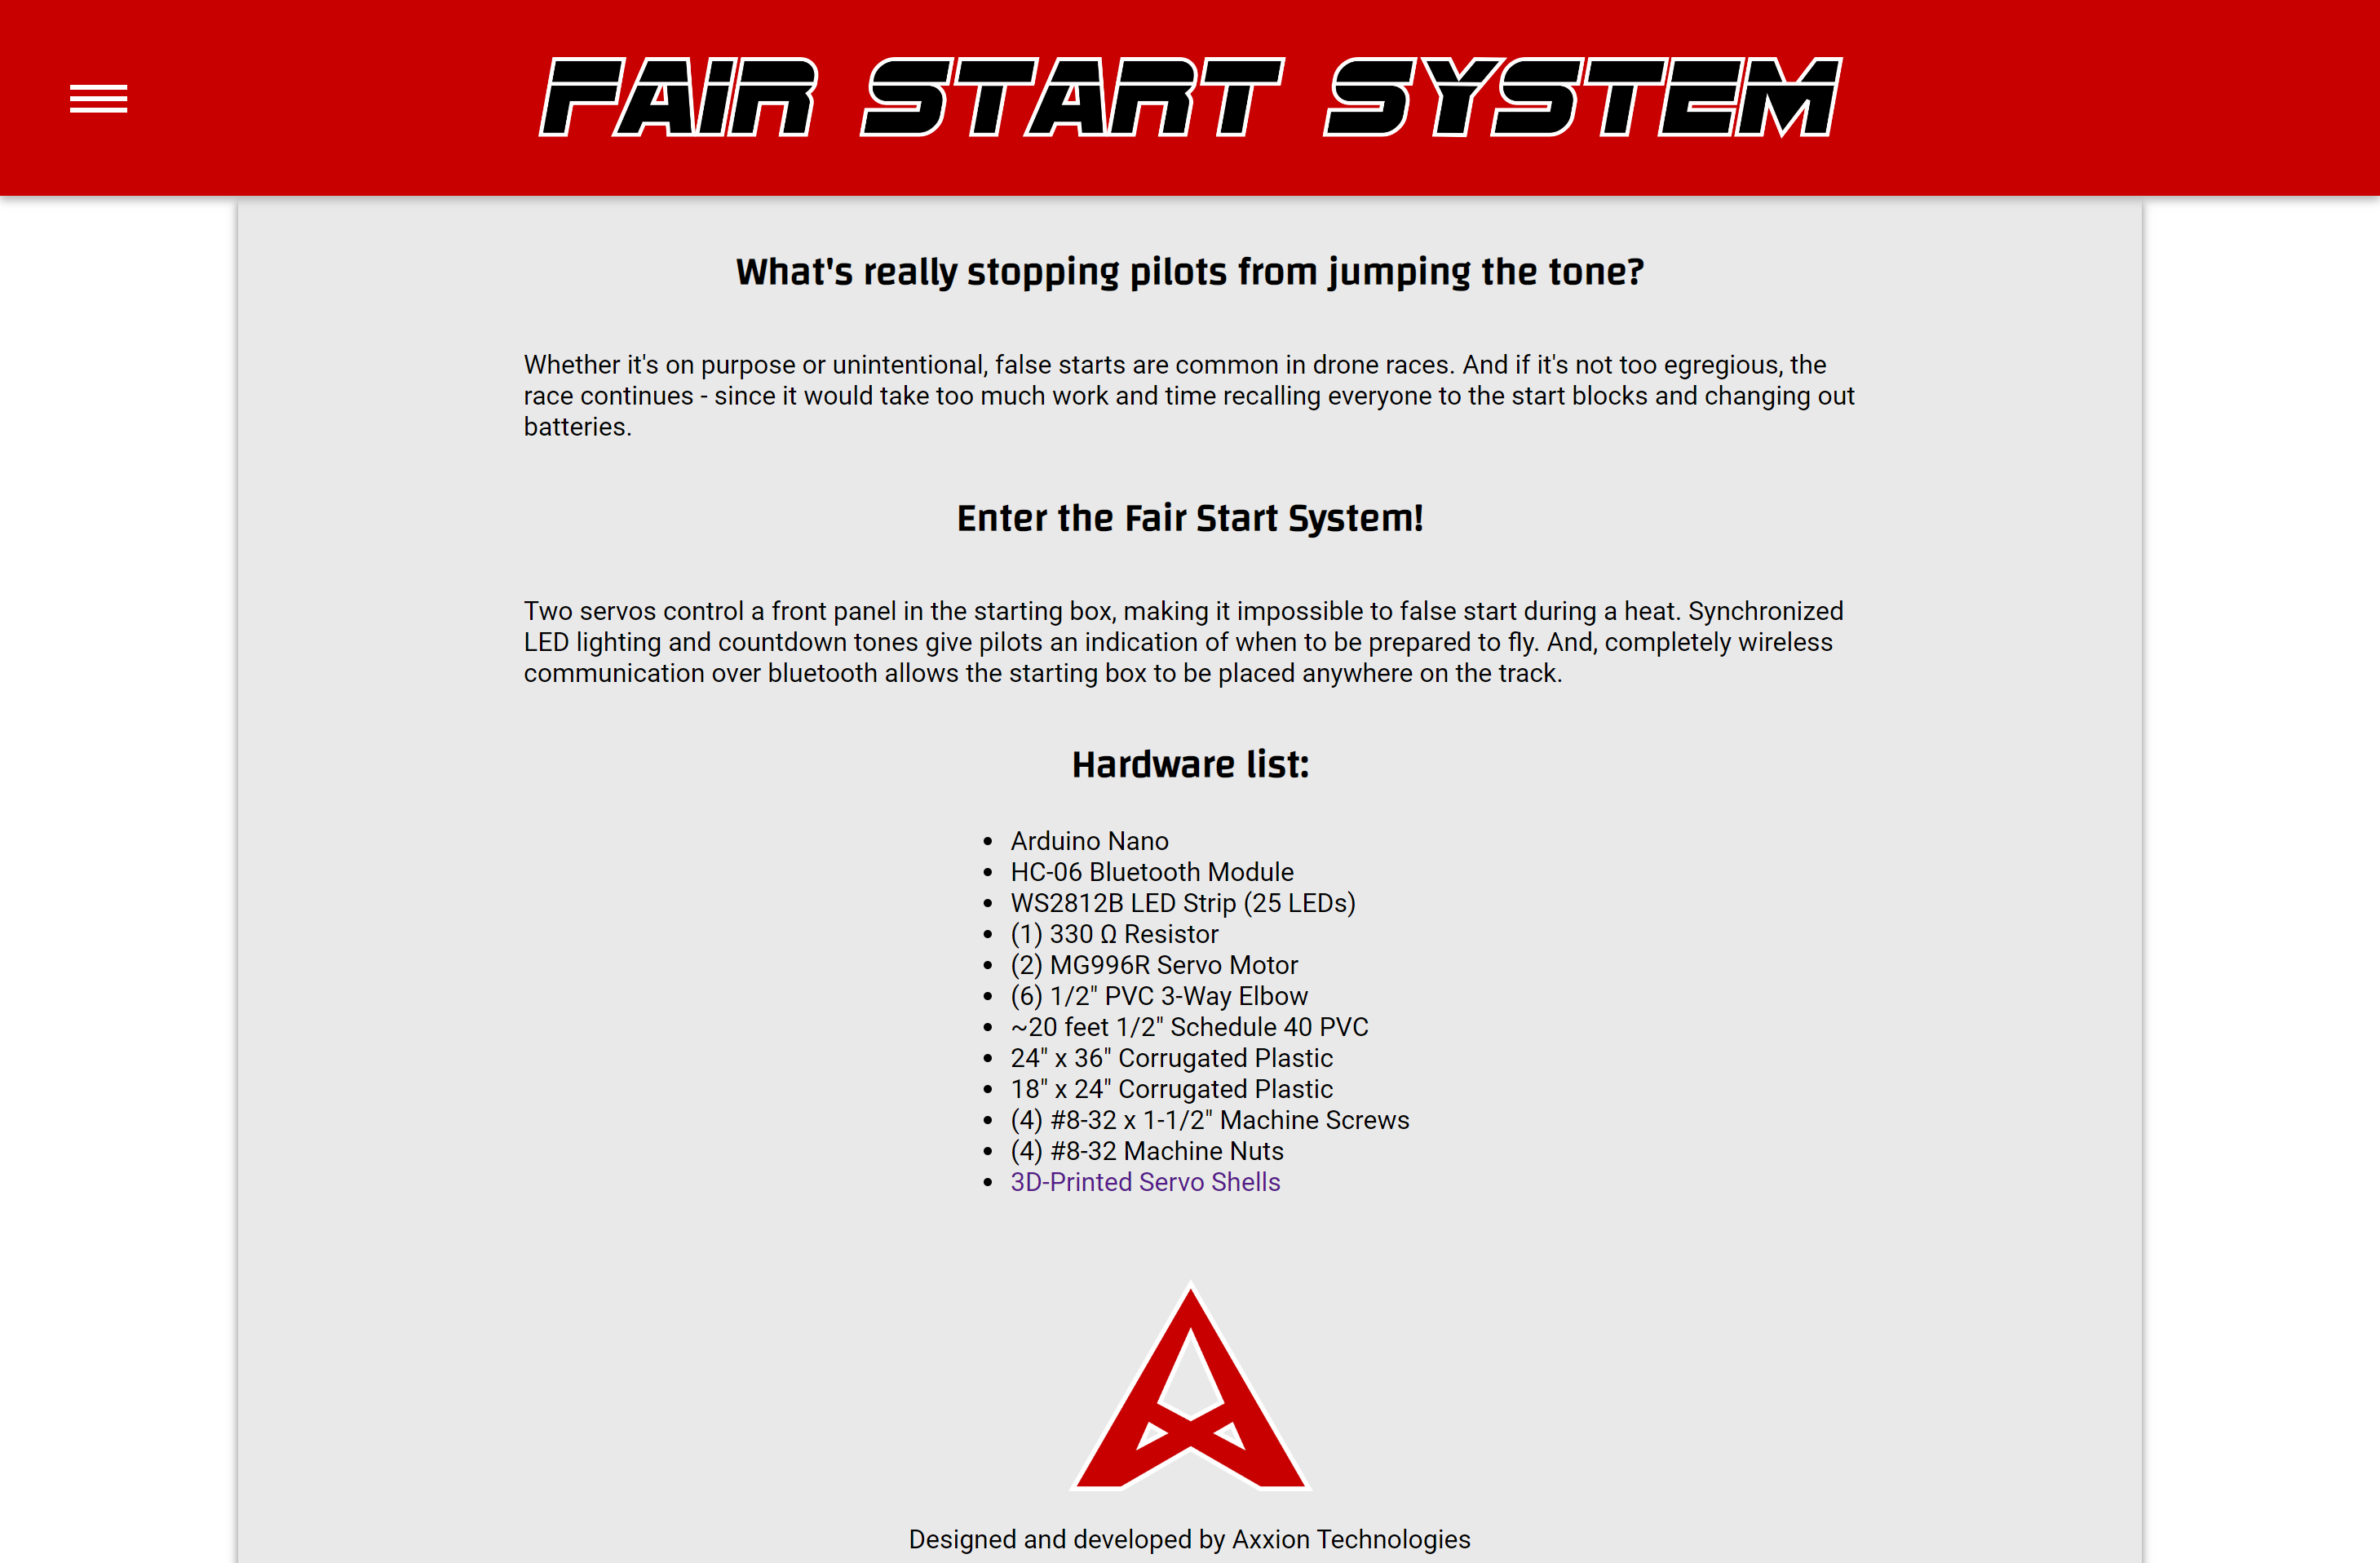 FAIR START SYSTEM
What's really stopping pilots from jumping the tone?
Whether it's on purpose or unintentional, false starts are common in drone races. And if it's not too egregious, the
race continues - since it would take too much work and time recalling everyone to the start blocks and changing out
batteries.
Enter the Fair Start System!
Two servos control a front panel in the starting box, making it impossible to false start during a heat. Synchronized
LED lighting and countdown tones give pilots an indication of when to be prepared to fly. And, completely wireless
communication over bluetooth allows the starting box to be placed anywhere on the track.
Hardware list:
• Arduino Nano
• HC-06 Bluetooth Module
• WS2812B LED Strip (25 LEDs)
• (1) 330 Ω Resistor
• (2) MG996R Servo Motor
• (6) 1/2" PVC 3-Way Elbow
• ~20 feet 1/2" Schedule 40 PVC
• 24" x 36" Corrugated Plastic
• 18" x 24" Corrugated Plastic
• (4) #8-32 x 1-1/2" Machine Screws
• (4) #8-32 Machine Nuts
• 3D-Printed Servo Shells
Designed and developed by Axxion Technologies